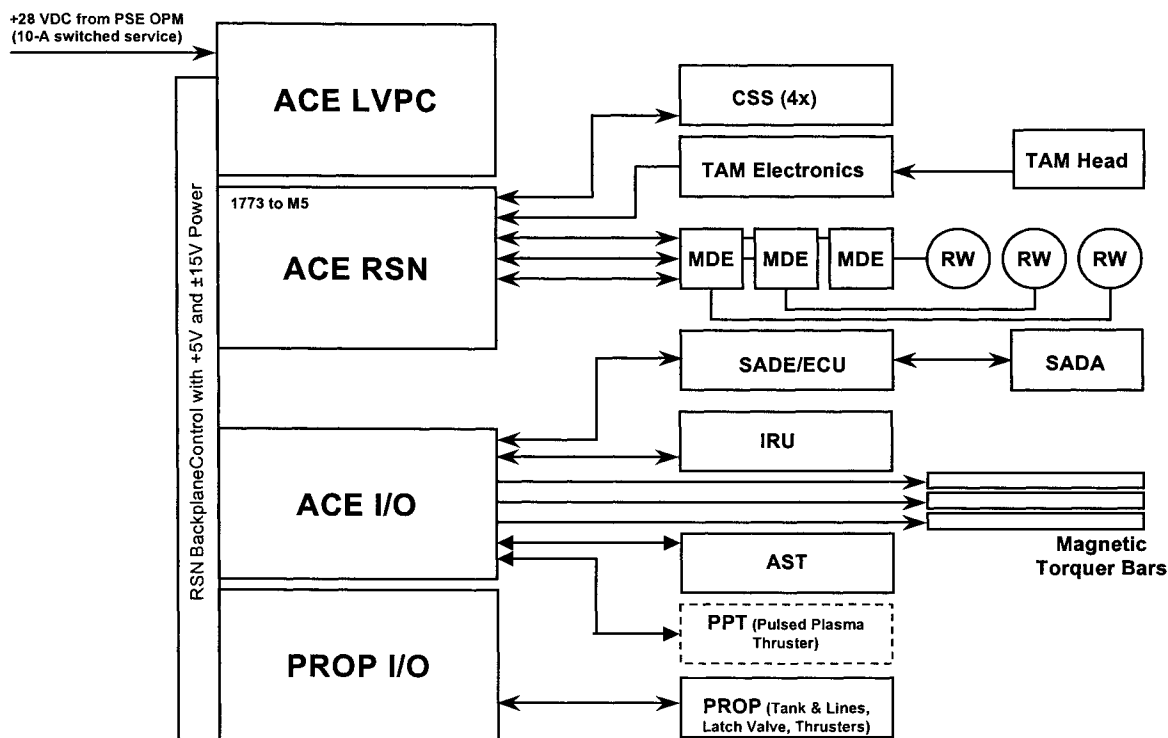 +28 VDC from PSE OPM
(10-A switched service)
ACE LVPC
CSS (4x)
TAM Electronics
TAM Head
1773 to M5
ACE RSN
MDE
MDE
MDE
RW
RW
RW
RSN BackplaneControl with +5V and ±15V Power
SADE/ECU
SADA
IRU
ACE I/O
Magnetic
Torquer Bars
AST
PPT (Pulsed Plasma
Thruster)
PROP I/O
PROP (Tank & Lines,
Latch Valve, Thrusters)